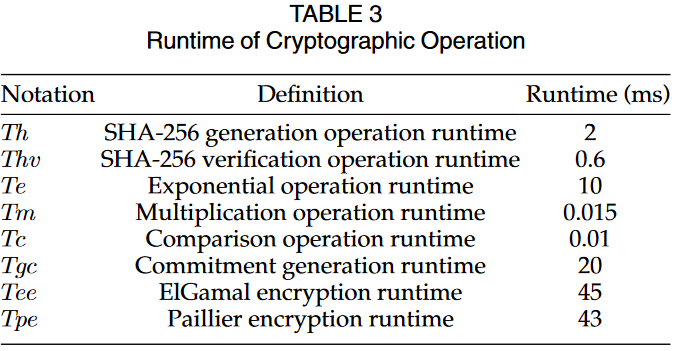 TABLE 3
Runtime of Cryptographic Operation
Notation Definition Runtime (ms)
Th SHA-256 generation operation runtime 2
Thv SHA-256 verification operation runtime 0.6
Te Exponential operation runtime 10
Tm Multiplication operation runtime 0.015
Tc Comparison operation runtime 0.01
Tgc Commitment generation runtime 20
Tee ElGamal encryption runtime 45
Tpe Paillier encryption runtime 43